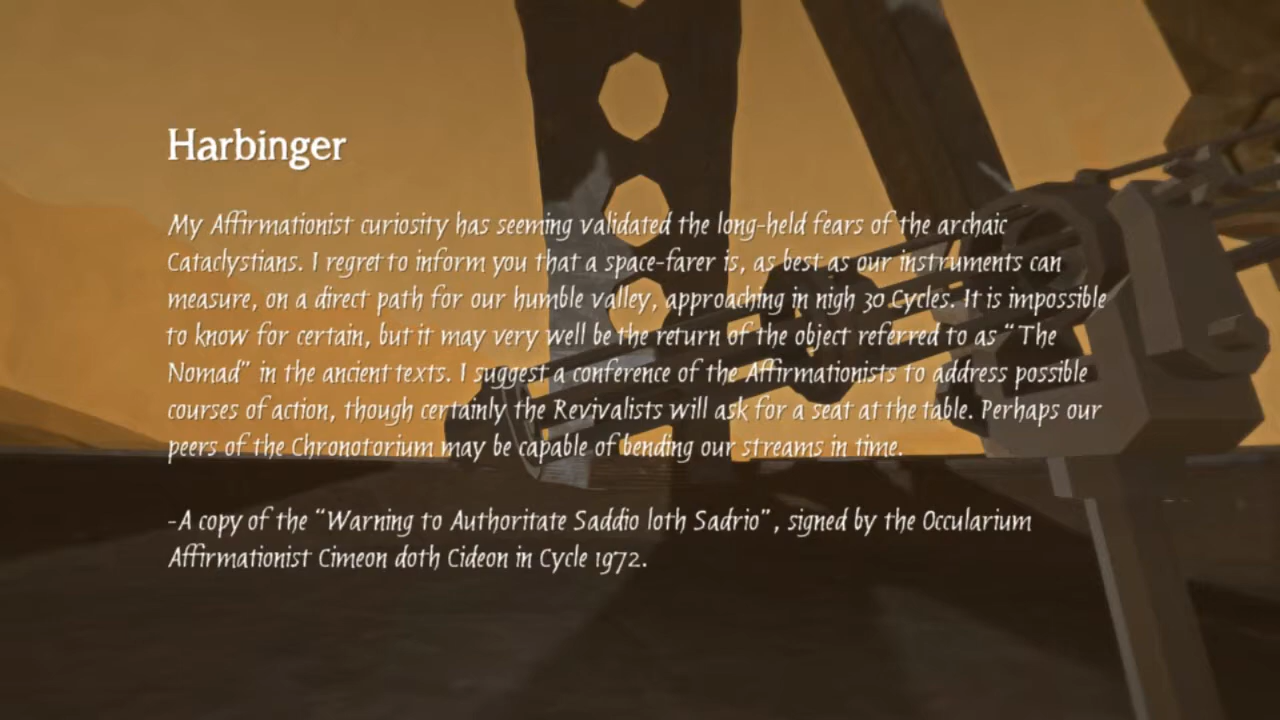 Harbinger
My Affirmationist curiosity has seeming validated the long-held fears of the archaic
Cataclystians. I regret to inform you that a space-farer is, as best as our instruments can
measure, on a direct path for our humble valley, approaching in nigh 30 Cycles. It is impossible
to know for certain, but it may very well be the return of the object referred to as “The
Nomad” in the ancient texts. I suggest a conference of the Affirmationists to address possible
courses of action, though certainly the Revivalists will ask for a seat at the table. Perhaps our
peers of the Chronotorium may be capable of bending our streams in time.
-A copy of the “Warning to Authoritate Saddio loth Sadrio”, signed by the Occularium
Affirmationist Cimeon doth Cideon in Cycle 1972.